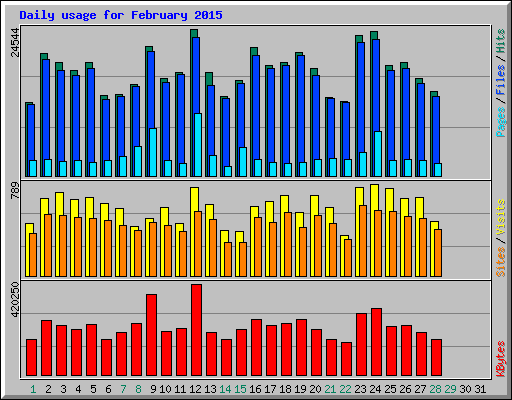 Daily usage for February 2015
24544
Pages/Files/Hits
789
Sites/Visits
420250
KBytes
1 2 3 4 5 6 7 8 9 10 11 12 13 14 15 16 17 18 19 20 21 22 23 24 25 26 27 28 29 30 31